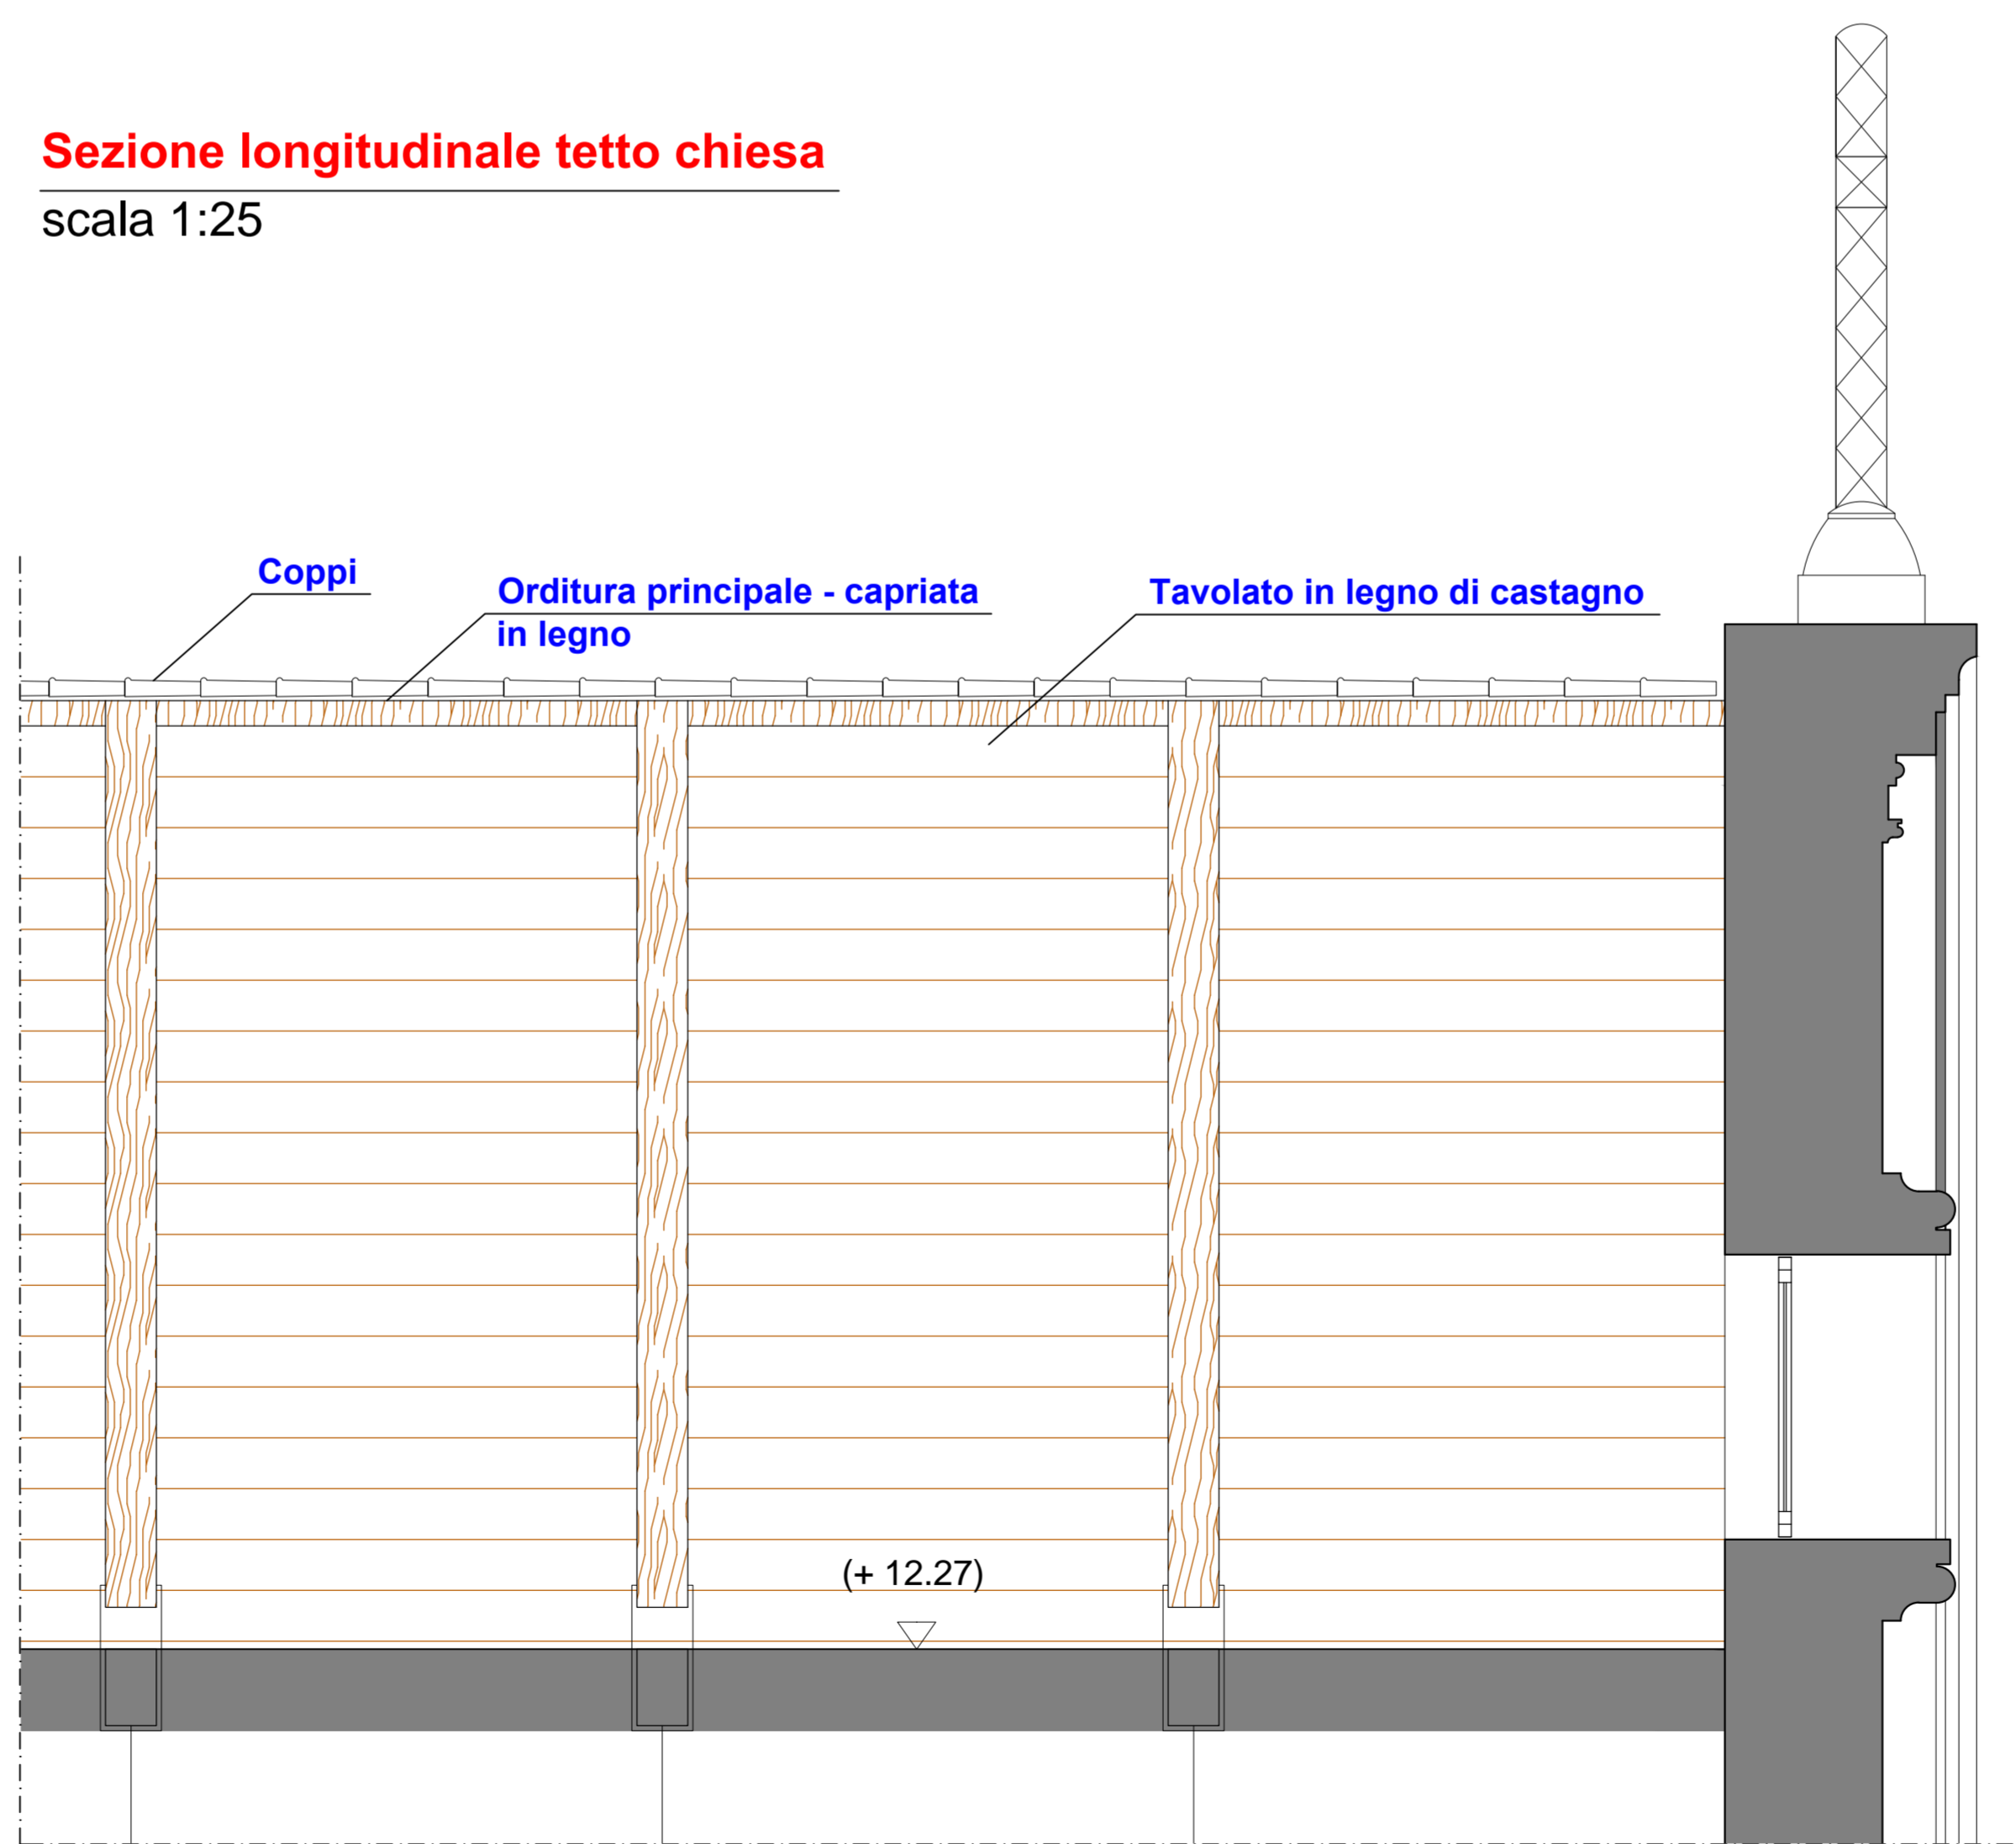 Sezione longitudinale tetto chiesa
scala 1:25
Coppi
Orditura principale - capriata
in legno
Tavolato in legno di castagno
(+ 12.27)